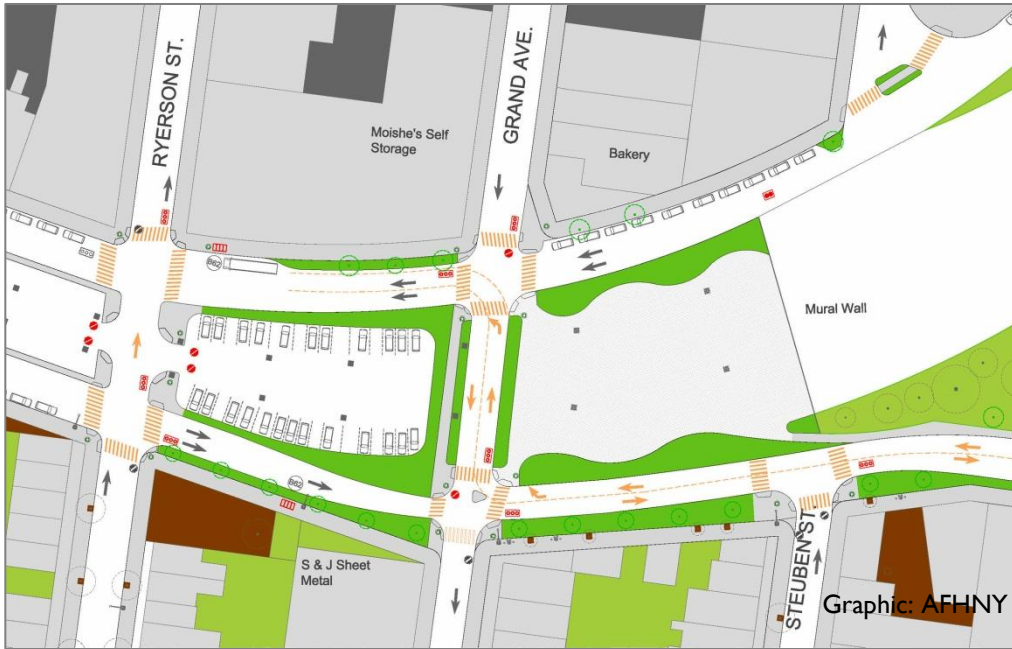 RYERSON ST.
GRAND AVE.
Moishe's Self
Storage
Bakery
B62
Mural Wall
B62
S & J Sheet
Metal
STEUBEN ST.
Graphic: AFHNY